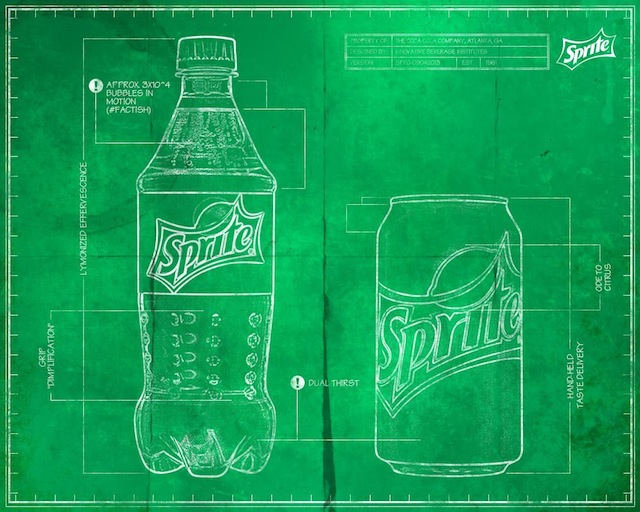 PROPERTY OF: THE COCA-COLA COMPANY, ATLANTA, GA
DESIGNED BY: INNOVATIVE BEVERAGE INSTITUTES
VERSION: EST. 1961
Sprite
APPROX. 3X10^4
BUBBLES IN
MOTION
(#FACTISH)
LYMONIZED EFFERVESCENCE
Sprite
GRIP
"DIMPLIFICATION"
DUAL THIRST
Sprite
ODE TO
CITRUS
HAND-HELD
TASTE DELIVERY